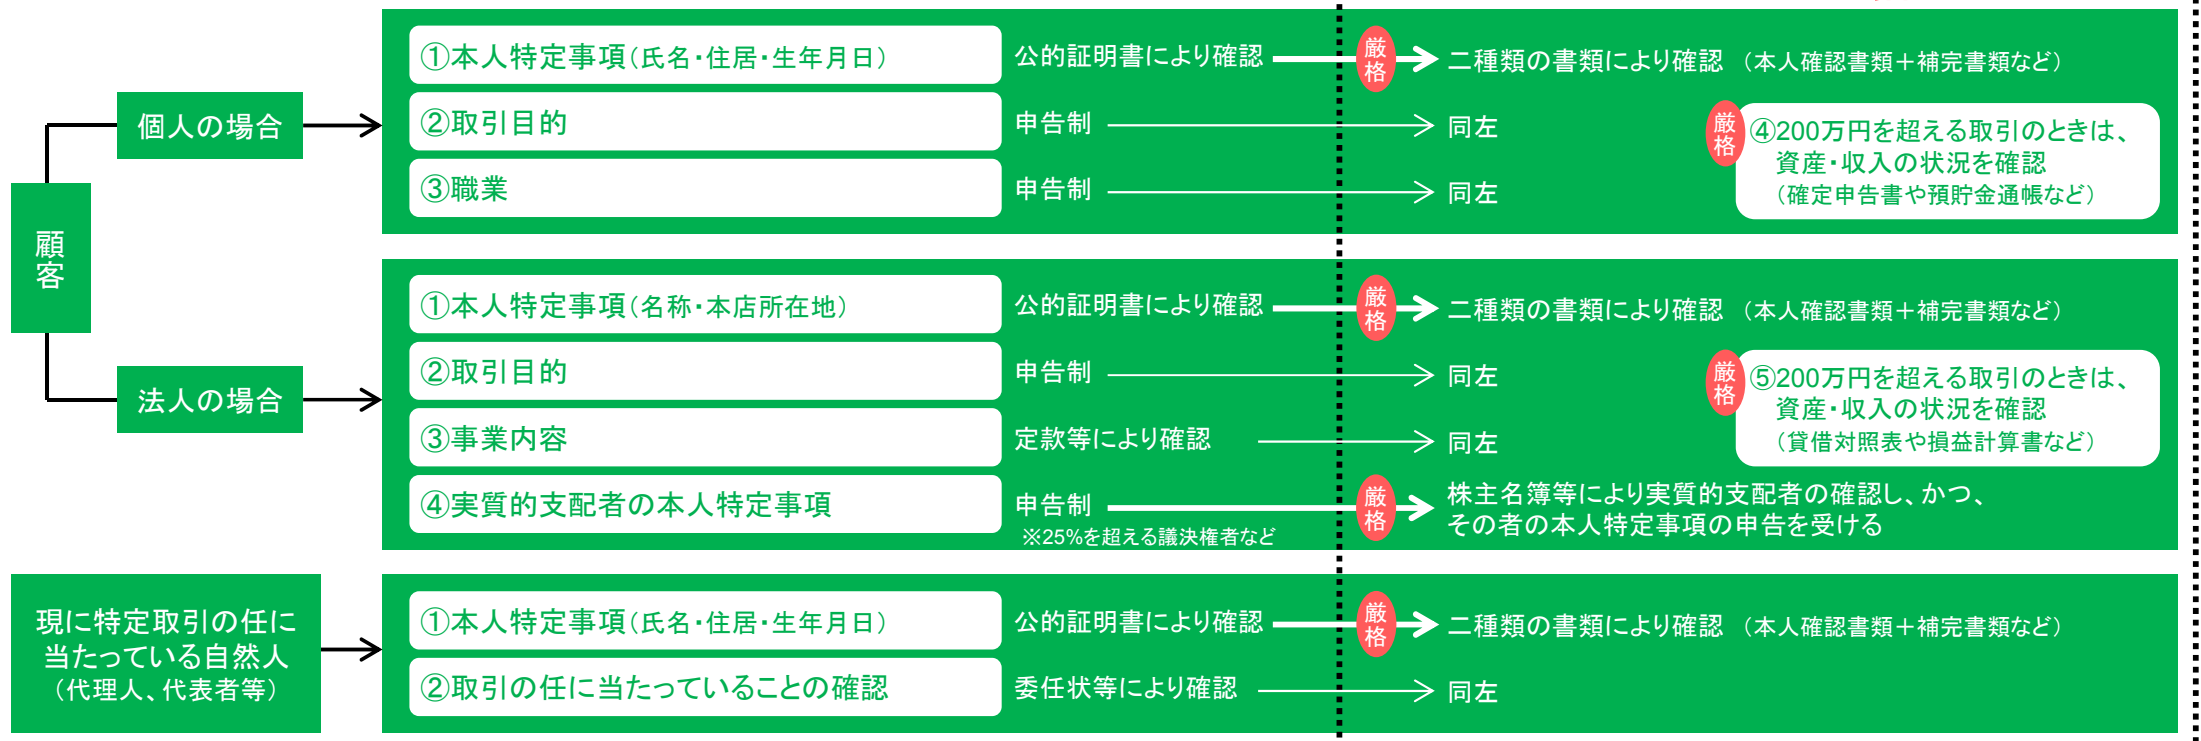 顧客
個人の場合
①本人特定事項(氏名・住居・生年月日)
公的証明書により確認
厳格
二種類の書類により確認 (本人確認書類+補完書類など)
②取引目的
申告制
同左
③職業
申告制
同左
厳格
④200万円を超える取引のときは、
資産・収入の状況を確認
(確定申告書や預貯金通帳など)
法人の場合
①本人特定事項(名称・本店所在地)
公的証明書により確認
厳格
二種類の書類により確認 (本人確認書類+補完書類など)
②取引目的
申告制
同左
③事業内容
定款等により確認
同左
厳格
⑤200万円を超える取引のときは、
資産・収入の状況を確認
(貸借対照表や損益計算書など)
④実質的支配者の本人特定事項
申告制
※25%を超える議決権者など
厳格
株主名簿等により実質的支配者の確認し、かつ、
その者の本人特定事項の申告を受ける
現に特定取引の任に
当たっている自然人
(代理人、代表者等)
①本人特定事項(氏名・住居・生年月日)
公的証明書により確認
厳格
二種類の書類により確認 (本人確認書類+補完書類など)
②取引の任に当たっていることの確認
委任状等により確認
同左